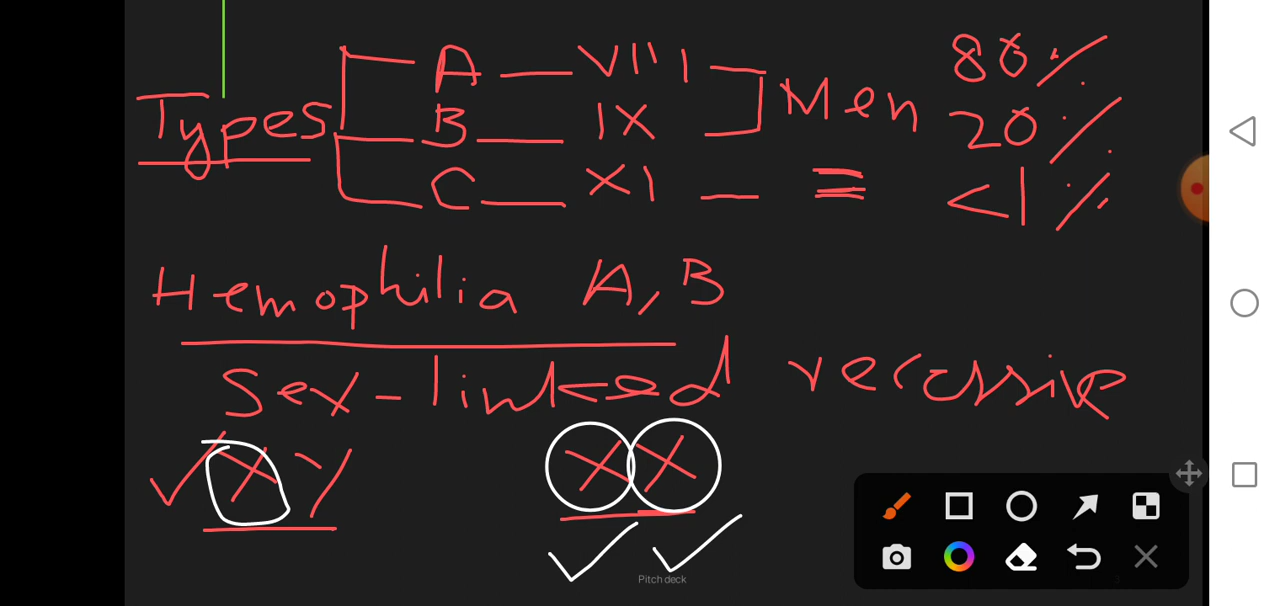 A — VIII Men 80%
Types B — IX 20%
C — XI — = <1%
Hemophilia A, B
Sex-linked recessive
XY XX
Pitch deck